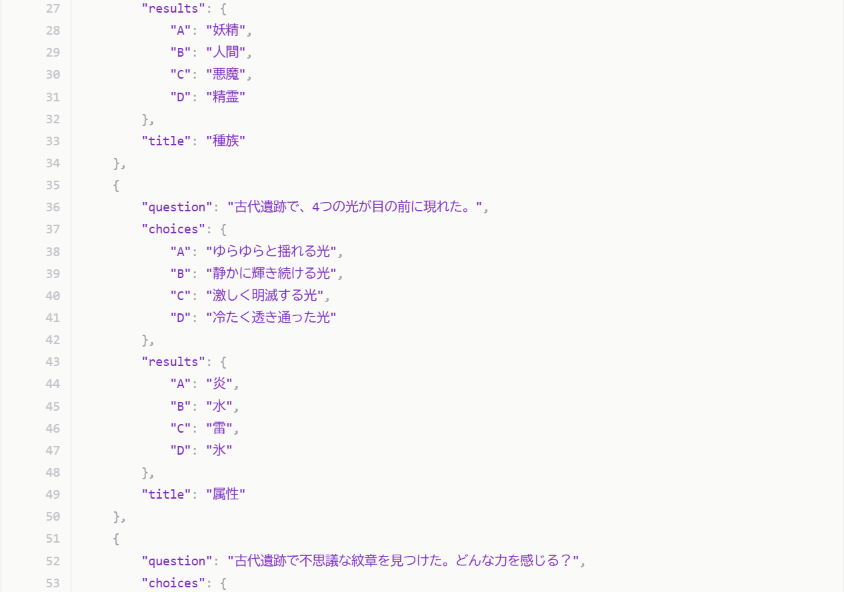 27 "results": {
28 "A": "妖精",
29 "B": "人間",
30 "C": "悪魔",
31 "D": "精霊"
32 },
33 "title": "種族"
34 },
35 {
36 "question": "古代遺跡で、4つの光が目の前に現れた。",
37 "choices": {
38 "A": "ゆらゆらと揺れる光",
39 "B": "静かに輝き続ける光",
40 "C": "激しく明滅する光",
41 "D": "冷たく透き通った光"
42 },
43 "results": {
44 "A": "炎",
45 "B": "水",
46 "C": "雷",
47 "D": "氷"
48 },
49 "title": "属性"
50 },
51 {
52 "question": "古代遺跡で不思議な紋章を見つけた。どんな力を感じる？",
53 "choices": {